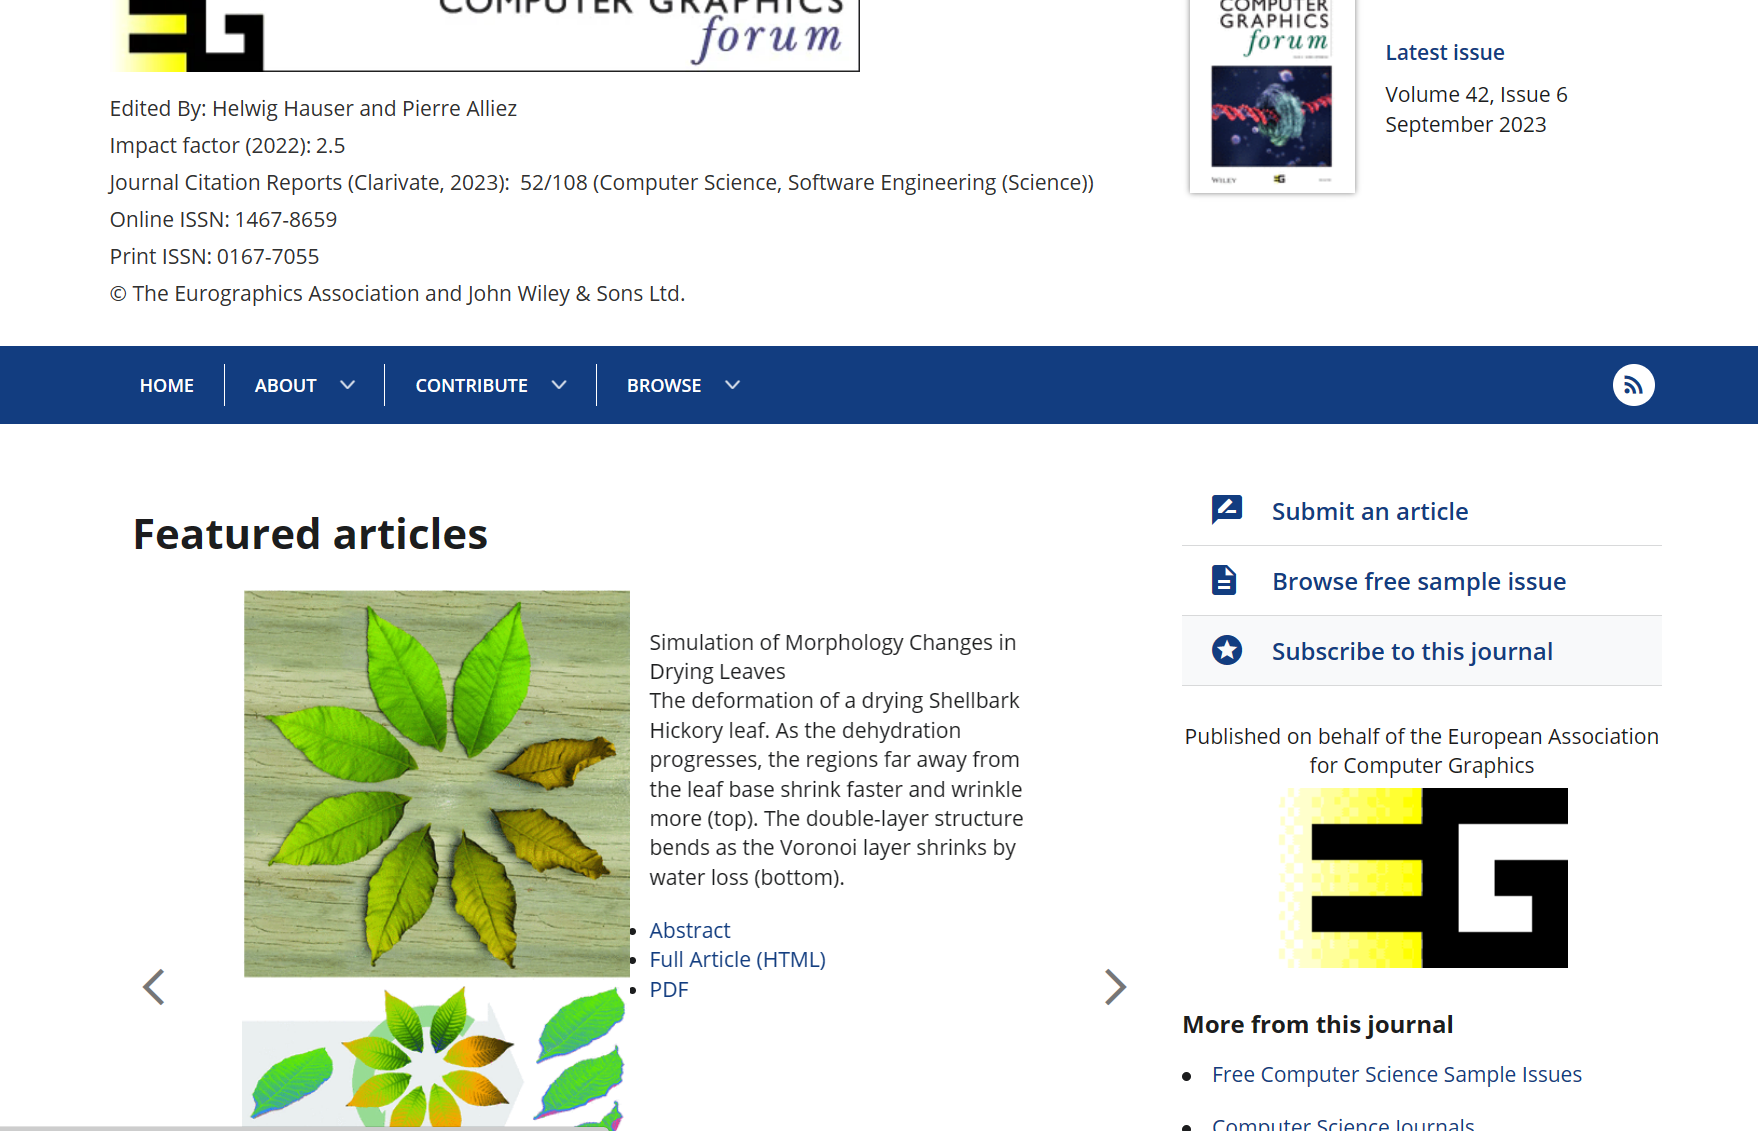 COMPUTER GRAPHICS
forum
EG
Edited By: Helwig Hauser and Pierre Alliez
Impact factor (2022): 2.5
Journal Citation Reports (Clarivate, 2023):  52/108 (Computer Science, Software Engineering (Science))
Online ISSN: 1467-8659
Print ISSN: 0167-7055
© The Eurographics Association and John Wiley & Sons Ltd.
COMPUTER
GRAPHICS
forum
WILEY
EG
Latest issue
Volume 42, Issue 6
September 2023
HOME
ABOUT
CONTRIBUTE
BROWSE
Featured articles
Simulation of Morphology Changes in
Drying Leaves
The deformation of a drying Shellbark
Hickory leaf. As the dehydration
progresses, the regions far away from
the leaf base shrink faster and wrinkle
more (top). The double-layer structure
bends as the Voronoi layer shrinks by
water loss (bottom).
• Abstract
• Full Article (HTML)
• PDF
Submit an article
Browse free sample issue
Subscribe to this journal
Published on behalf of the European Association
for Computer Graphics
EG
More from this journal
• Free Computer Science Sample Issues
• Computer Science Journals